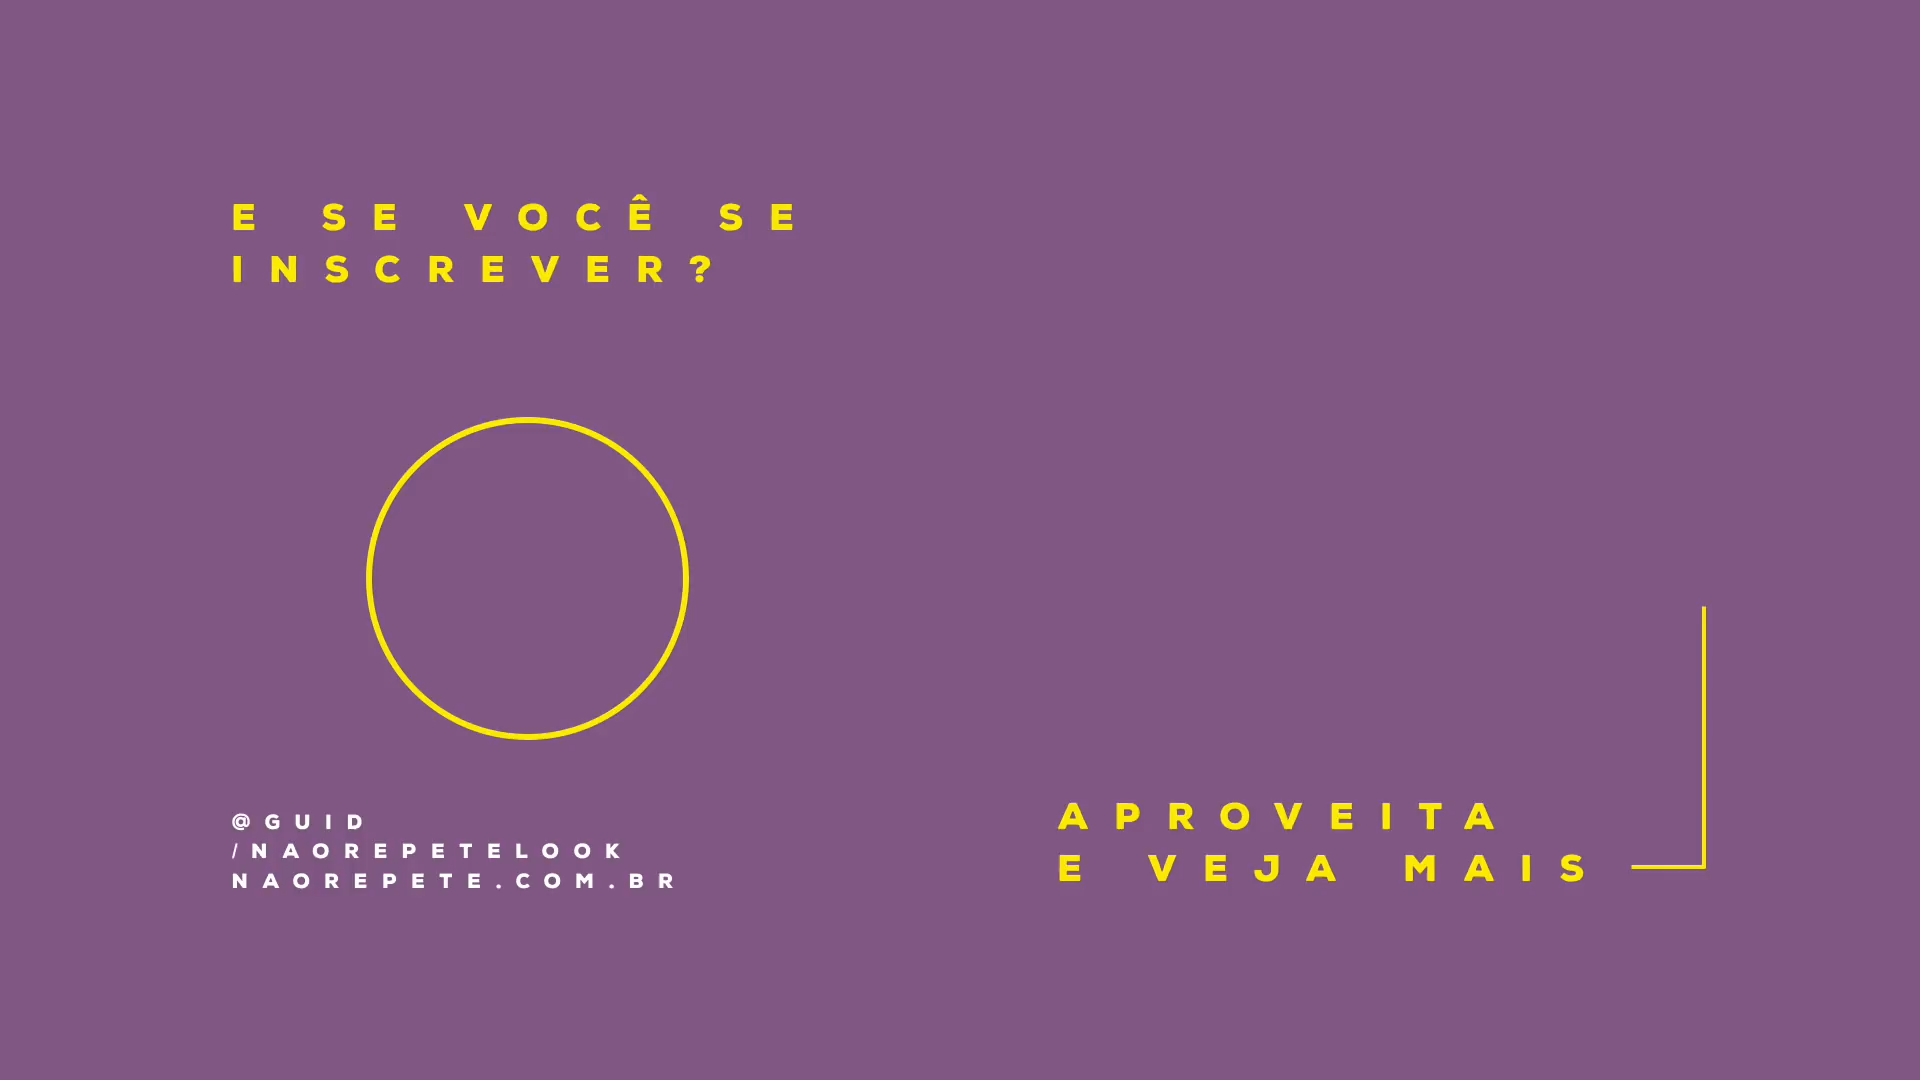 E SE VOCÊ SE
INSCREVER?
@GUID
/NAOREPETELOOK
NAOREPETE.COM.BR
APROVEITA
E VEJA MAIS